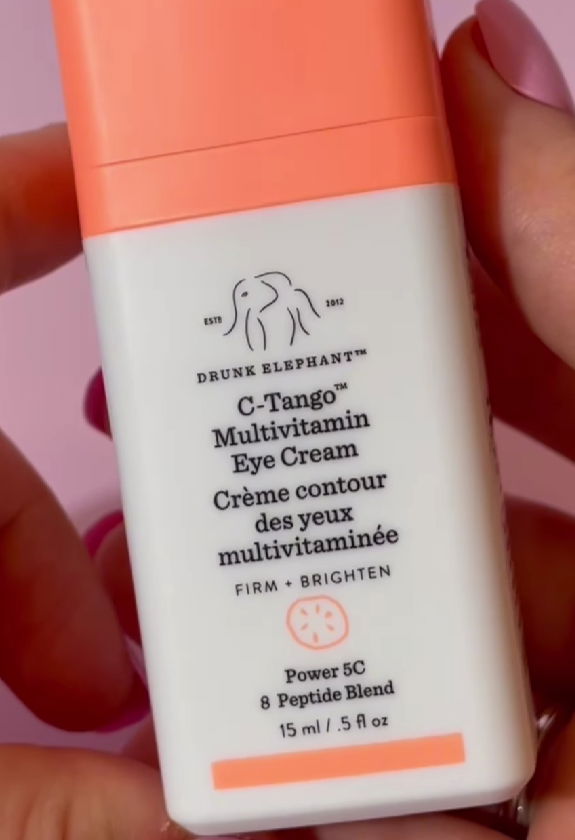 ESTB 2012
DRUNK ELEPHANT™
C-Tango™
Multivitamin
Eye Cream
Crème contour
des yeux
multivitaminée
FIRM + BRIGHTEN
Power 5C
8 Peptide Blend
15 ml / .5 fl oz